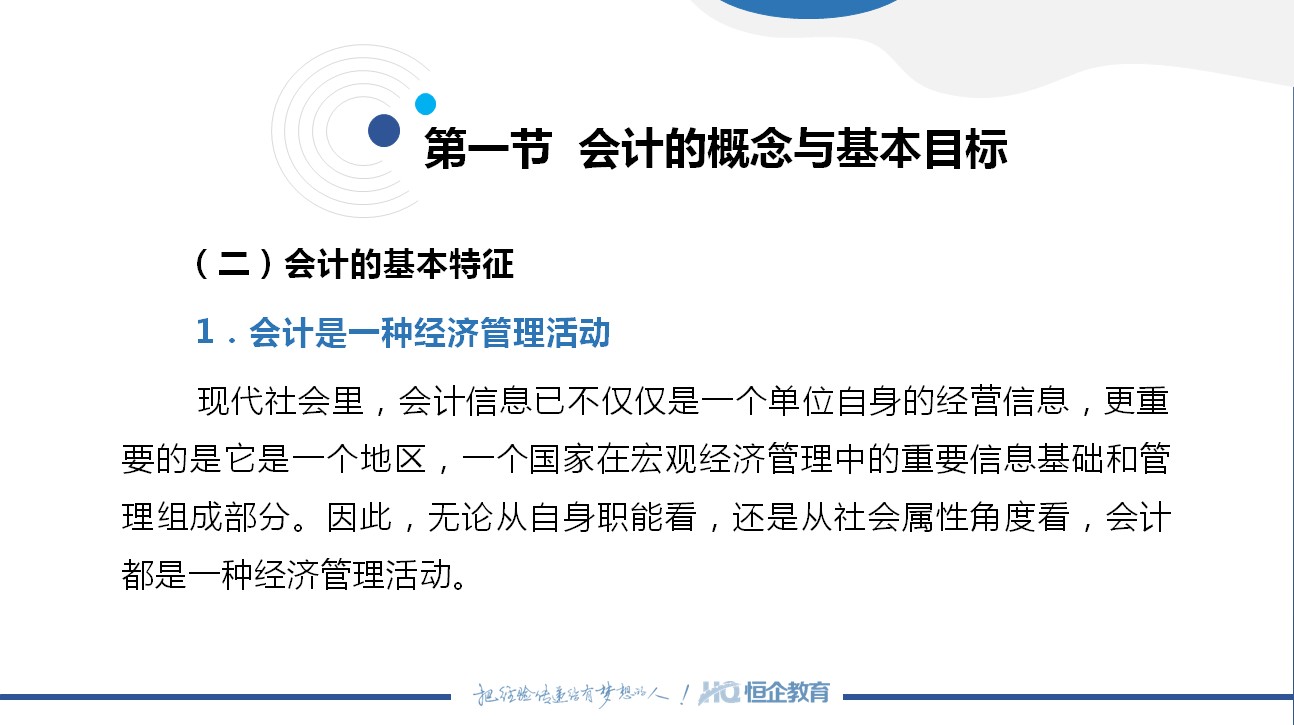 第一节 会计的概念与基本目标
（二）会计的基本特征
1．会计是一种经济管理活动
现代社会里，会计信息已不仅仅是一个单位自身的经营信息，更重
要的是它是一个地区，一个国家在宏观经济管理中的重要信息基础和管
理组成部分。因此，无论从自身职能看，还是从社会属性角度看，会计
都是一种经济管理活动。
把经验传递给有梦想的人！ HQ 恒企教育